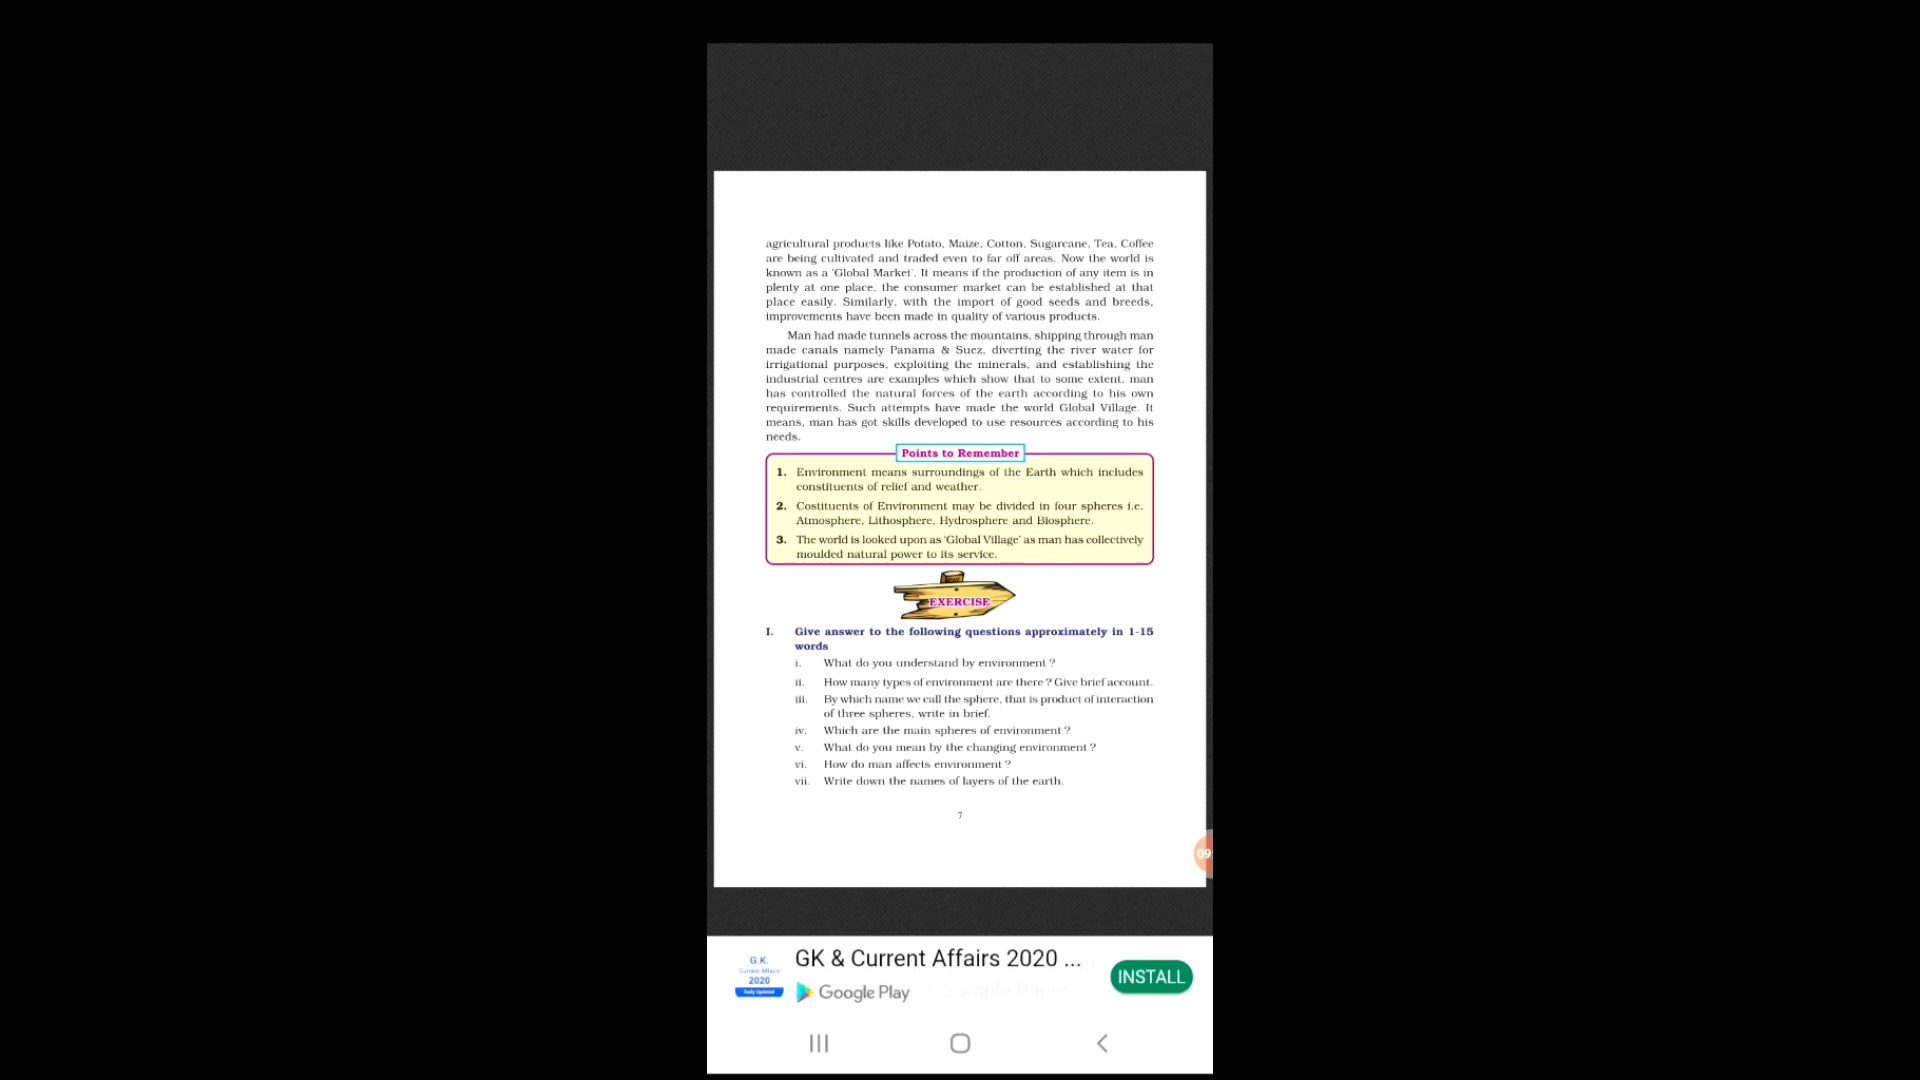 agricultural products like Potato, Maize, Cotton, Sugarcane, Tea, Coffee
are being cultivated and traded even to far off areas. Now the world is
known as a 'Global Market'. It means if the production of any item is in
plenty at one place, the consumer market can be established at that
place easily. Similarly, with the import of good seeds and breeds,
improvements have been made in quality of various products.
Man had made tunnels across the mountains, shipping through man
made canals namely Panama & Suez, diverting the river water for
irrigational purposes, exploiting the minerals, and establishing the
industrial centres are examples which show that to some extent, man
has controlled the natural forces of the earth according to his own
requirements. Such attempts have made the world Global Village. It
means, man has got skills developed to use resources according to his
needs.
Points to Remember
1. Environment means surroundings of the Earth which includes
constituents of relief and weather.
2. Costituents of Environment may be divided in four spheres i.e.
Atmosphere, Lithosphere, Hydrosphere and Biosphere.
3. The world is looked upon as 'Global Village' as man has collectively
moulded natural power to its service.
EXERCISE
I. Give answer to the following questions approximately in 1-15
words
i. What do you understand by environment ?
ii. How many types of environment are there ? Give brief account.
iii. By which name we call the sphere, that is product of interaction
of three spheres, write in brief.
iv. Which are the main spheres of environment ?
v. What do you mean by the changing environment ?
vi. How do man affects environment ?
vii. Write down the names of layers of the earth.
7
09
GK & Current Affairs 2020 ...
G.K.
Current Affairs
2020
Daily Updated
Google Play
INSTALL